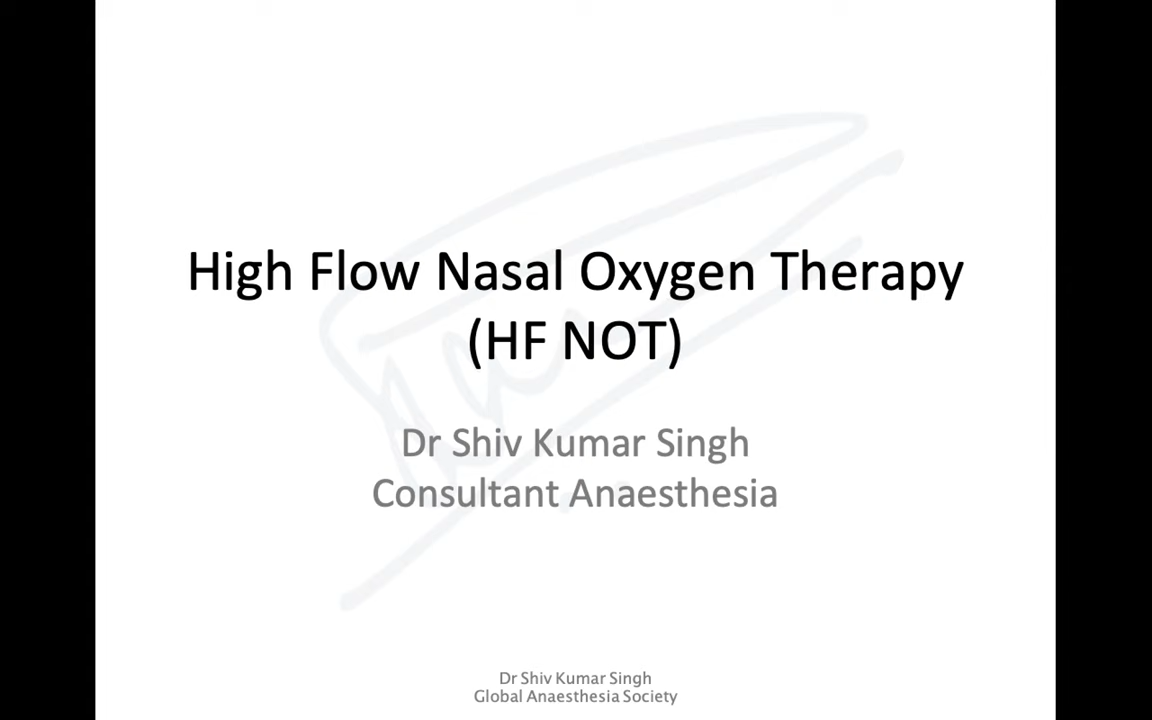 High Flow Nasal Oxygen Therapy
(HF NOT)
Dr Shiv Kumar Singh
Consultant Anaesthesia
Dr Shiv Kumar Singh
Global Anaesthesia Society